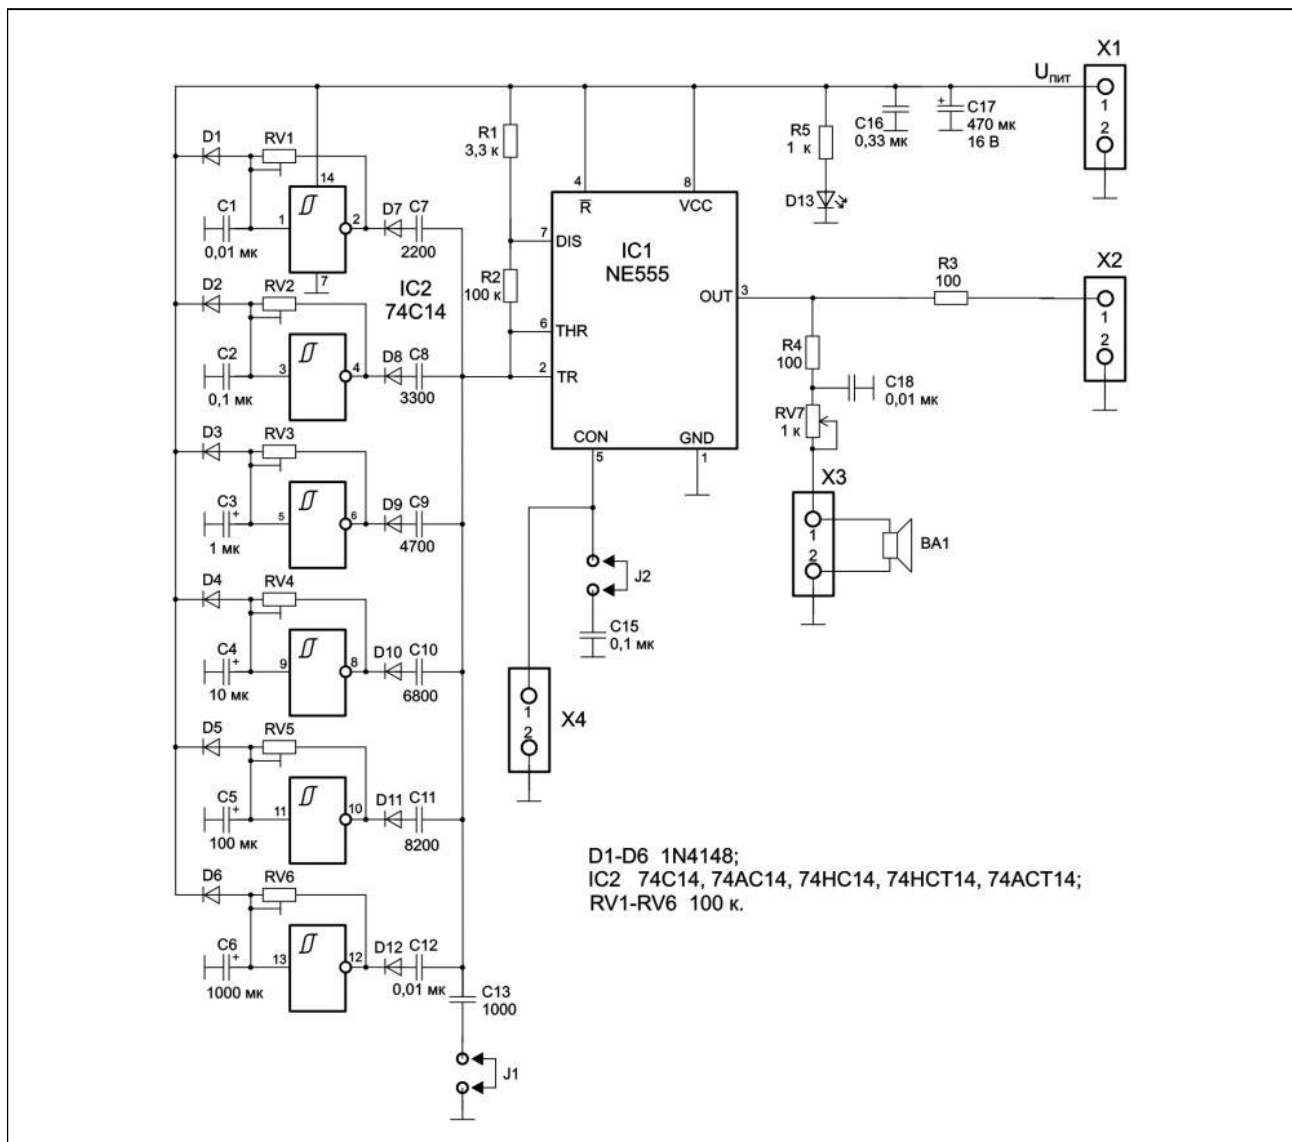 X1
Uпит
1
2
C16
0,33 мк
C17
+
470 мк
16 В
R5
1 к
D13
R1
3,3 к
D1
RV1
14
C1
0,01 мк
1
2
7
D7
C7
2200
IC2
74C14
4
R
8
VCC
7
DIS
IC1
NE555
R2
100 к
6
THR
2
TR
OUT
3
CON
5
GND
1
R3
100
X2
1
2
R4
100
C18
0,01 мк
RV7
1 к
X3
1
2
BA1
D2
RV2
C2
0,1 мк
3
4
D8
C8
3300
D3
RV3
C3
+
1 мк
5
6
D9
C9
4700
J2
C15
0,1 мк
D4
RV4
C4
+
10 мк
9
8
D10
C10
6800
X4
1
2
D5
RV5
C5
+
100 мк
11
10
D11
C11
8200
D6
RV6
C6
+
1000 мк
13
12
D12
C12
0,01 мк
C13
1000
J1
D1-D6 1N4148;
IC2 74C14, 74AC14, 74HC14, 74HCT14, 74ACT14;
RV1-RV6 100 к.